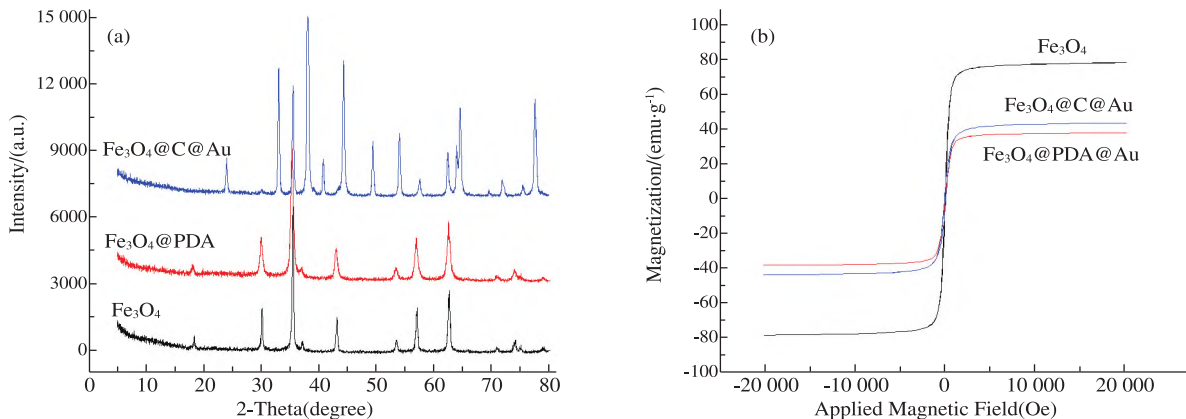 (a)
15 000
12 000
9000
6000
3000
0
Intensity/(a.u.)
Fe3O4@C@Au
Fe3O4@PDA
Fe3O4
0 10 20 30 40 50 60 70 80
2-Theta(degree)
(b)
100
80
60
40
20
0
-20
-40
-60
-80
-100
Magnetization/(emu·g-1)
Fe3O4
Fe3O4@C@Au
Fe3O4@PDA@Au
-20 000 -10 000 0 10 000 20 000
Applied Magnetic Field(Oe)